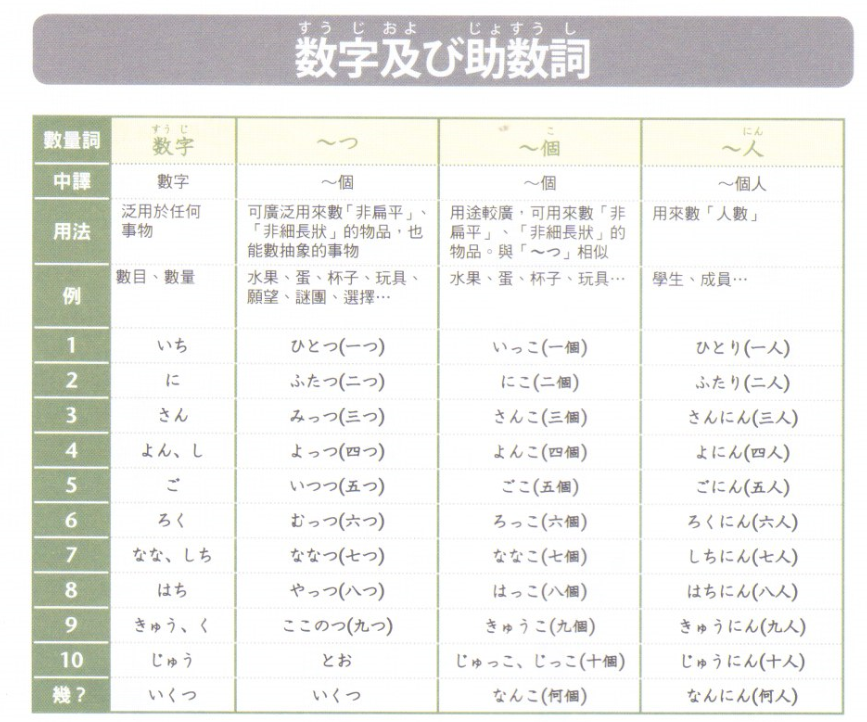 すうじおよ じょすうし
数字及び助数詞
すうじ こ にん
數量詞 数字 ～つ ～個 ～人
中譯 數字 ～個 ～個 ～個人
用法 泛用於任何 可廣泛用來數「非扁平」、 用途較廣，可用來數「非 用來數「人數」
事物 「非細長狀」的物品，也 扁平」、「非細長狀」的
能數抽象的事物 物品。與「～つ」相似
例 數目、數量 水果、蛋、杯子、玩具、 水果、蛋、杯子、玩具… 學生、成員…
願望、謎團、選擇…
1 いち ひとつ(一つ) いっこ(一個) ひとり(一人)
2 に ふたつ(二つ) にこ(二個) ふたり(二人)
3 さん みっつ(三つ) さんこ(三個) さんにん(三人)
4 よん、し よっつ(四つ) よんこ(四個) よにん(四人)
5 ご いつつ(五つ) ごこ(五個) ごにん(五人)
6 ろく むっつ(六つ) ろっこ(六個) ろくにん(六人)
7 なな、しち ななつ(七つ) ななこ(七個) しちにん(七人)
8 はち やっつ(八つ) はっこ(八個) はちにん(八人)
9 きゅう、く ここのつ(九つ) きゅうこ(九個) きゅうにん(九人)
10 じゅう とお じゅっこ、じっこ(十個) じゅうにん(十人)
幾？ いくつ いくつ なんこ(何個) なんにん(何人)